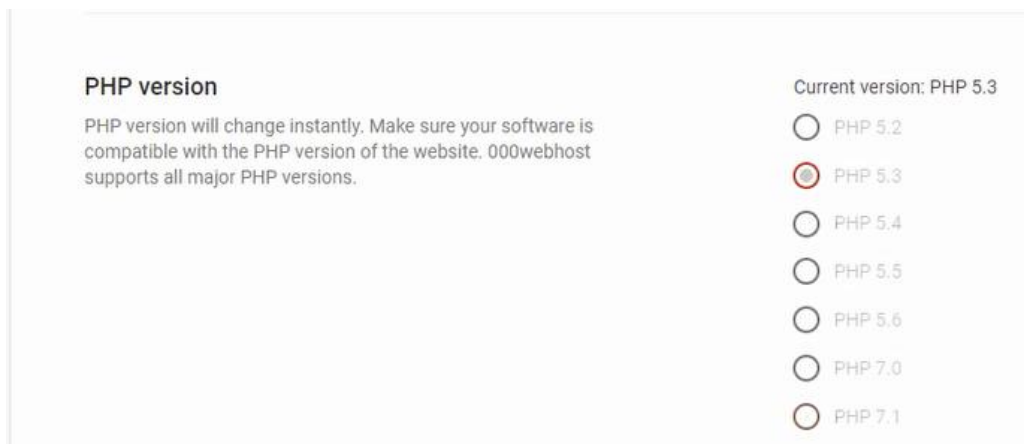 PHP version
PHP version will change instantly. Make sure your software is
compatible with the PHP version of the website. 000webhost
supports all major PHP versions.
Current version: PHP 5.3
PHP 5.2
PHP 5.3
PHP 5.4
PHP 5.5
PHP 5.6
PHP 7.0
PHP 7.1